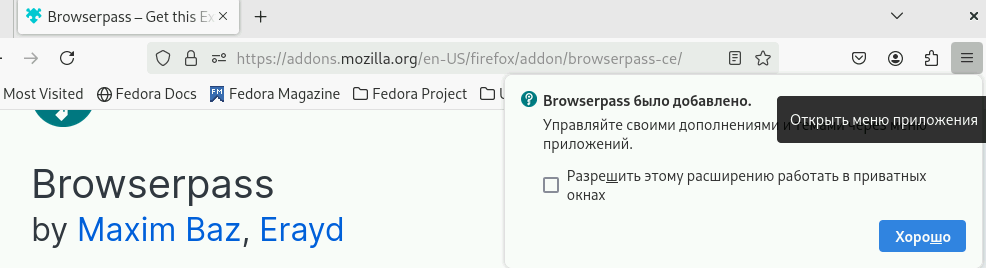 Browserpass – Get this Ex
https://addons.mozilla.org/en-US/firefox/addon/browserpass-ce/
Most Visited Fedora Docs Fedora Magazine Fedora Project
Browserpass было добавлено.
Открыть меню приложения
Управляйте своими дополнениями и темами через меню
приложений.
Разрешить этому расширению работать в приватных
окнах
Хорошо
Browserpass
by Maxim Baz, Erayd